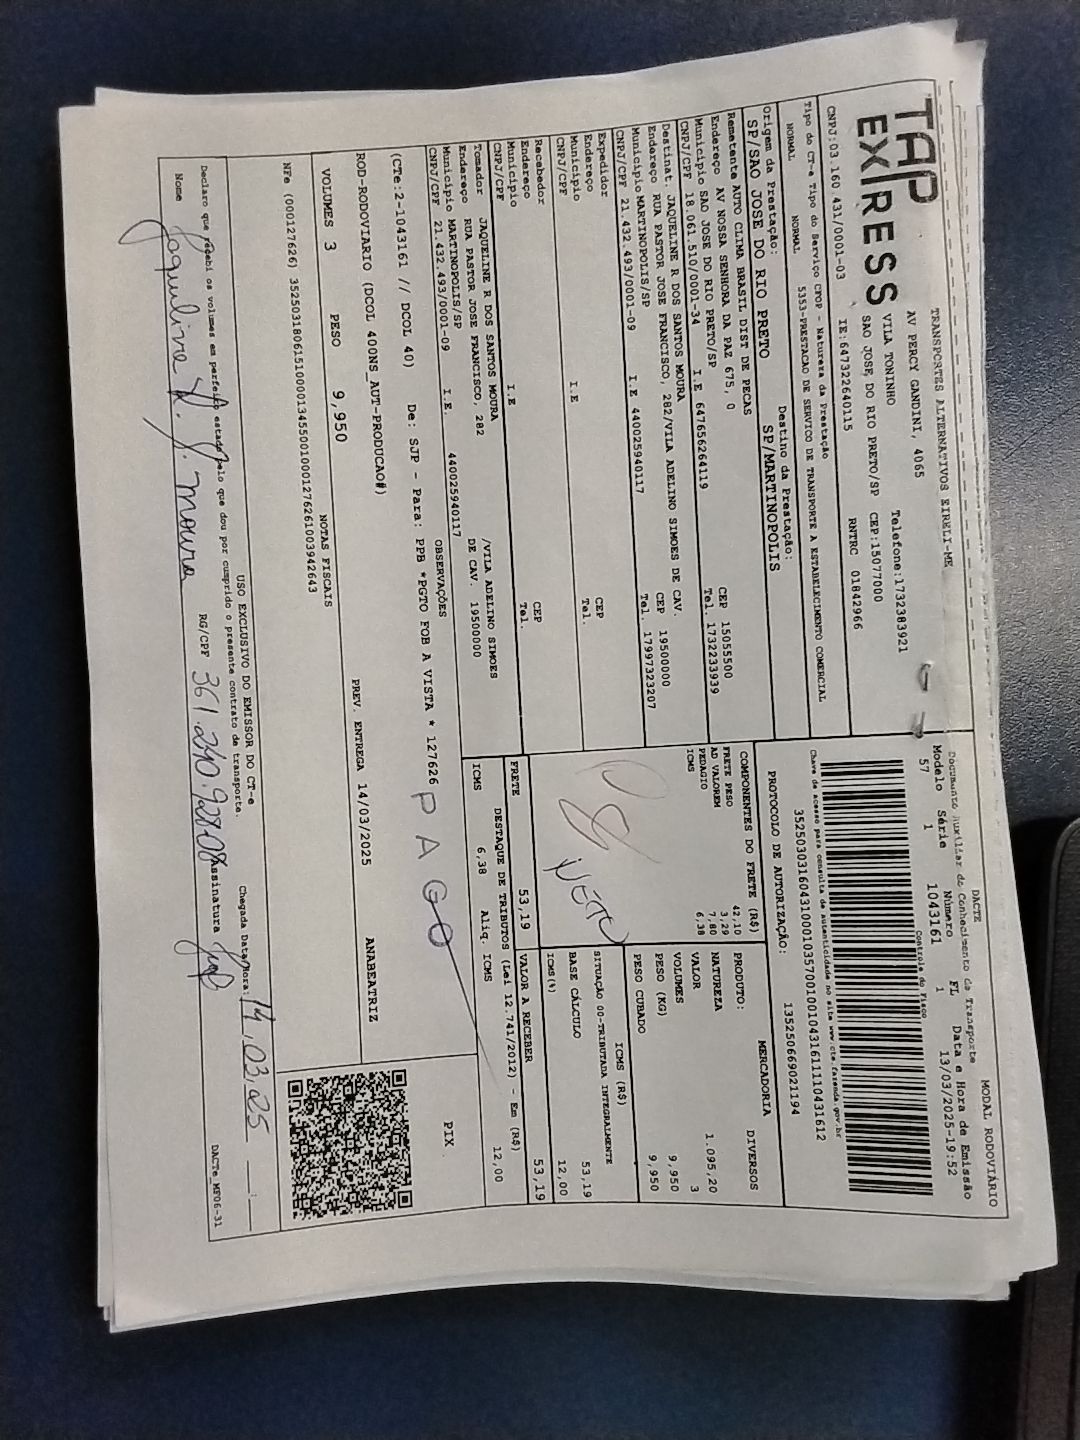 TAP
EXPRESS
TRANSPORTES ALTERNATIVOS EIRELI-ME
AV PERCY GANDINI, 4065
VILA TONINHO
SAO JOSE DO RIO PRETO/SP CEP:15077000
Telefone:1732383921
CNPJ:03.160.431/0001-03 IE:647322640115 RNTRC 01842966
Tipo do CT-e Tipo do Serviço CFOP - Natureza da Prestação
NORMAL NORMAL 5353-PRESTACAO DE SERVICO DE TRANSPORTE A ESTABELECIMENTO COMERCIAL
Origem da Prestação: Destino da Prestação:
SP/SAO JOSE DO RIO PRETO SP/MARTINOPOLIS
Remetente AUTO CLIMA BRASIL DIST DE PECAS
Endereço AV NOSSA SENHORA DA PAZ 675, 0 CEP 15055500
Município SAO JOSE DO RIO PRETO/SP Tel. 1732233939
CNPJ/CPF 18.061.510/0001-34 I.E 647656264119
Destinat. JAQUELINE R DOS SANTOS MOURA
Endereço RUA PASTOR JOSE FRANCISCO, 282/VILA ADELINO SIMOES DE CAV
Município MARTINOPOLIS/SP CEP 19500000
CNPJ/CPF 21.432.493/0001-09 I.E 440025940117 Tel. 17997323207
Expedidor
Endereço
Município CEP
CNPJ/CPF I.E Tel.
Recebedor
Endereço
Município CEP
CNPJ/CPF I.E Tel.
Tomador JAQUELINE R DOS SANTOS MOURA
Endereço RUA PASTOR JOSE FRANCISCO, 282 /VILA ADELINO SIMOES
Município MARTINOPOLIS/SP DE CAV. 19500000
CNPJ/CPF 21.432.493/0001-09 I.E. 440025940117
DACTE MODAL RODOVIÁRIO
Documento Auxiliar de Conhecimento de Transporte
Modelo Série Número FL Data e Hora de Emissão
57 1 1043161 1 13/03/2025-19:52
Controle do Fisco
Chave de acesso para consulta de autenticidade no site www.cte.fazenda.gov.br
35250303160431000103570010010431611110431612
PROTOCOLO DE AUTORIZAÇÃO: 135250669021194
COMPONENTES DO FRETE (R$)
FRETE PESO 42,10
AD VALOREM 3,29
PEDAGIO 7,80
ICMS 6,38
08
NETO
MERCADORIA
PRODUTO: DIVERSOS
NATUREZA
VALOR 1.095,20
VOLUMES 3
PESO (KG) 9,950
PESO CUBADO 9,950
ICMS (R$)
SITUAÇÃO 00-TRIBUTADA INTEGRALMENTE
BASE CÁLCULO 53,19
ICMS(%) 12,00
FRETE 53,19 VALOR A RECEBER 53,19
DESTAQUE DE TRIBUTOS (Lei 12.741/2012) - Em (R$)
ICMS 6,38 Aliq. ICMS 12,00
OBSERVAÇÕES
(CTe:2-1043161 // DCOL 40) De: SJP - Para: PPB *PGTO FOB A VISTA * 127626
PAGO
PIX.
ROD-RODOVIARIO (DCOL 400NS_AUT-PRODUCAO#) PREV. ENTREGA 14/03/2025 ANABEATRIZ
VOLUMES 3 PESO 9,950
NOTAS FISCAIS
NFe (000127626) 35250318061510000134550010001276261003942643
USO EXCLUSIVO DO EMISSOR DO CT-e
Declaro que recebi os volumes em perfeito estado pelo que dou por cumprido o presente contrato de transporte. Chegada Data/Hora: 14,03,25 :
Nome Jaqueline R. S. Moura RG/CPF 361.240.928.08 Assinatura
DACTe_MF06-31